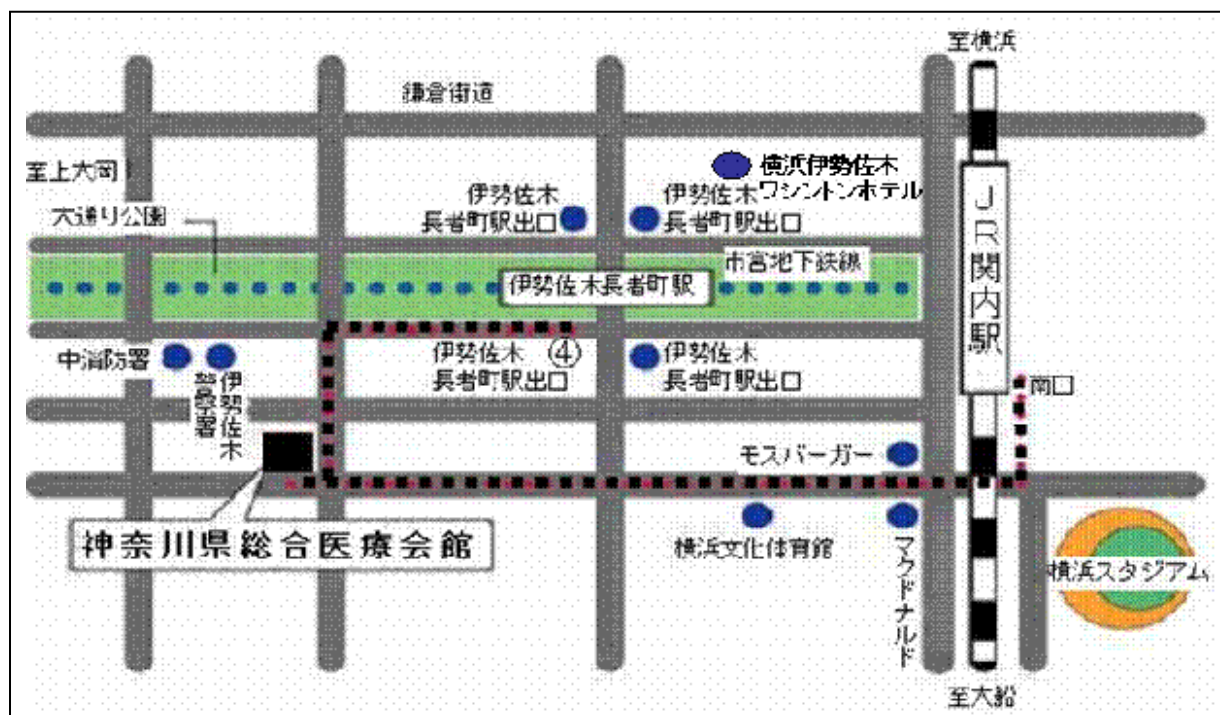 至横浜
鎌倉街道
至上大岡
横浜伊勢佐木
ワシントンホテル
伊勢佐木
長者町駅出口
伊勢佐木
長者町駅出口
大通り公園
市営地下鉄線
伊勢佐木長者町駅
JR関内駅
中消防署
伊勢佐木
警察署
伊勢佐木
長者町駅出口
④
伊勢佐木
長者町駅出口
南口
モスバーガー
神奈川県総合医療会館
横浜文化体育館
マクドナルド
横浜スタジアム
至大船